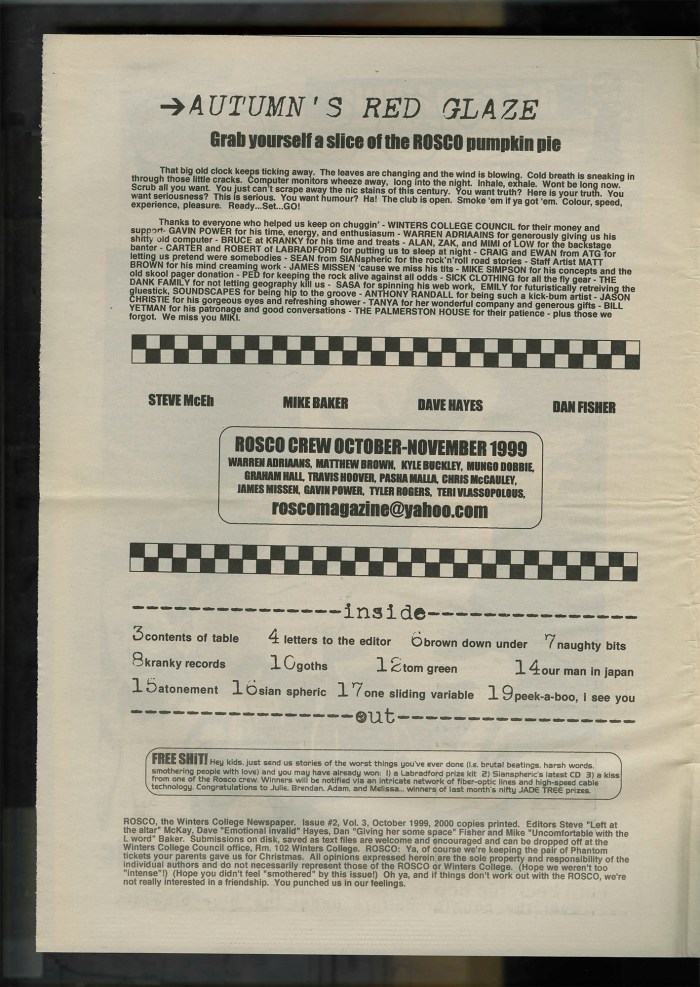 →AUTUMN'S RED GLAZE
Grab yourself a slice of the ROSCO pumpkin pie
That big old clock keeps ticking away. The leaves are changing and the wind is blowing. Cold breath is sneaking in
through those little cracks. Computer monitors wheeze away, long into the night. Inhale, exhale. Wont be long now.
Scrub all you want. You just can't scrape away the nic stains of this century. You want truth? Here is your truth. You
want seriousness? This is serious. You want humour? Ha! The club is open. Smoke 'em if ya got 'em. Colour, speed,
experience, pleasure. Ready...Set...GO!
Thanks to everyone who helped us keep on chuggin' - WINTERS COLLEGE COUNCIL for their money and
support- GAVIN POWER for his time, energy, and enthusiasum - WARREN ADRIAAINS for generously giving us his
shitty old computer - BRUCE at KRANKY for his time and treats - ALAN, ZAK, and MIMI of LOW for the backstage
banter - CARTER and ROBERT of LABRADFORD for putting us to sleep at night - CRAIG and EWAN from ATG for
letting us pretend were somebodies - SEAN from SIANspheric for the rock'n'roll road stories - Staff Artist MATT
BROWN for his mind creaming work - JAMES MISSEN 'cause we miss his tits - MIKE SIMPSON for his concepts and the
old skool pager donation - PED for keeping the rock alive against all odds - SICK CLOTHING for all the fly gear - THE
DANK FAMILY for not letting geography kill us - SASA for spinning his web work, EMILY for futuristically retreiving the
gluestick, SOUNDSCAPES for being hip to the groove - ANTHONY RANDALL for being such a kick-bum artist - JASON
CHRISTIE for his gorgeous eyes and refreshing shower - TANYA for her wonderful company and generous gifts - BILL
YETMAN for his patronage and good conversations - THE PALMERSTON HOUSE for their patience - plus those we
forgot. We miss you MIKI.
STEVE McEh MIKE BAKER DAVE HAYES DAN FISHER
ROSCO CREW OCTOBER-NOVEMBER 1999
WARREN ADRIAANS, MATTHEW BROWN, KYLE BUCKLEY, MUNGO DOBBIE,
GRAHAM HALL, TRAVIS HOOVER, PASHA MALLA, CHRIS McCAULEY,
JAMES MISSEN, GAVIN POWER, TYLER ROGERS, TERI VLASSOPOLOUS,
roscomagazine@yahoo.com
inside
3contents of table 4 letters to the editor 6brown down under 7naughty bits
8kranky records 10goths 12tom green 14our man in japan
15atonement 16sian spheric 17one sliding variable 19peek-a-boo, i see you
out
FREE SHIT! Hey kids, just send us stories of the worst things you've ever done (i.e. brutal beatings, harsh words,
smothering people with love) and you may have already won: 1) a Labradford prize kit 2) Sianspheric's latest CD 3) a kiss
from one of the Rosco crew. Winners will be notified via an intricate network of fiber-optic lines and high-speed cable
technology. Congratulations to Julie, Brendan, Adam, and Melissa... winners of last month's nifty JADE TREE prizes.
ROSCO, the Winters College Newspaper. Issue #2, Vol. 3, October 1999, 2000 copies printed. Editors Steve "Left at
the altar" McKay, Dave "Emotional invalid" Hayes, Dan "Giving her some space" Fisher and Mike "Uncomfortable with the
L word" Baker. Submissions on disk, saved as text files are welcome and encouraged and can be dropped off at the
Winters College Council office, Rm. 102 Winters College. ROSCO: Ya, of course we're keeping the pair of Phantom
tickets your parents gave us for Christmas. All opinions expressed herein are the sole property and responsibility of the
individual authors and do not necessarily represent those of the ROSCO or Winters College. (Hope we weren't too
"intense"!) (Hope you didn't feel "smothered" by this issue!) Oh ya, and if things don't work out with the ROSCO, we're
not really interested in a friendship. You punched us in our feelings.